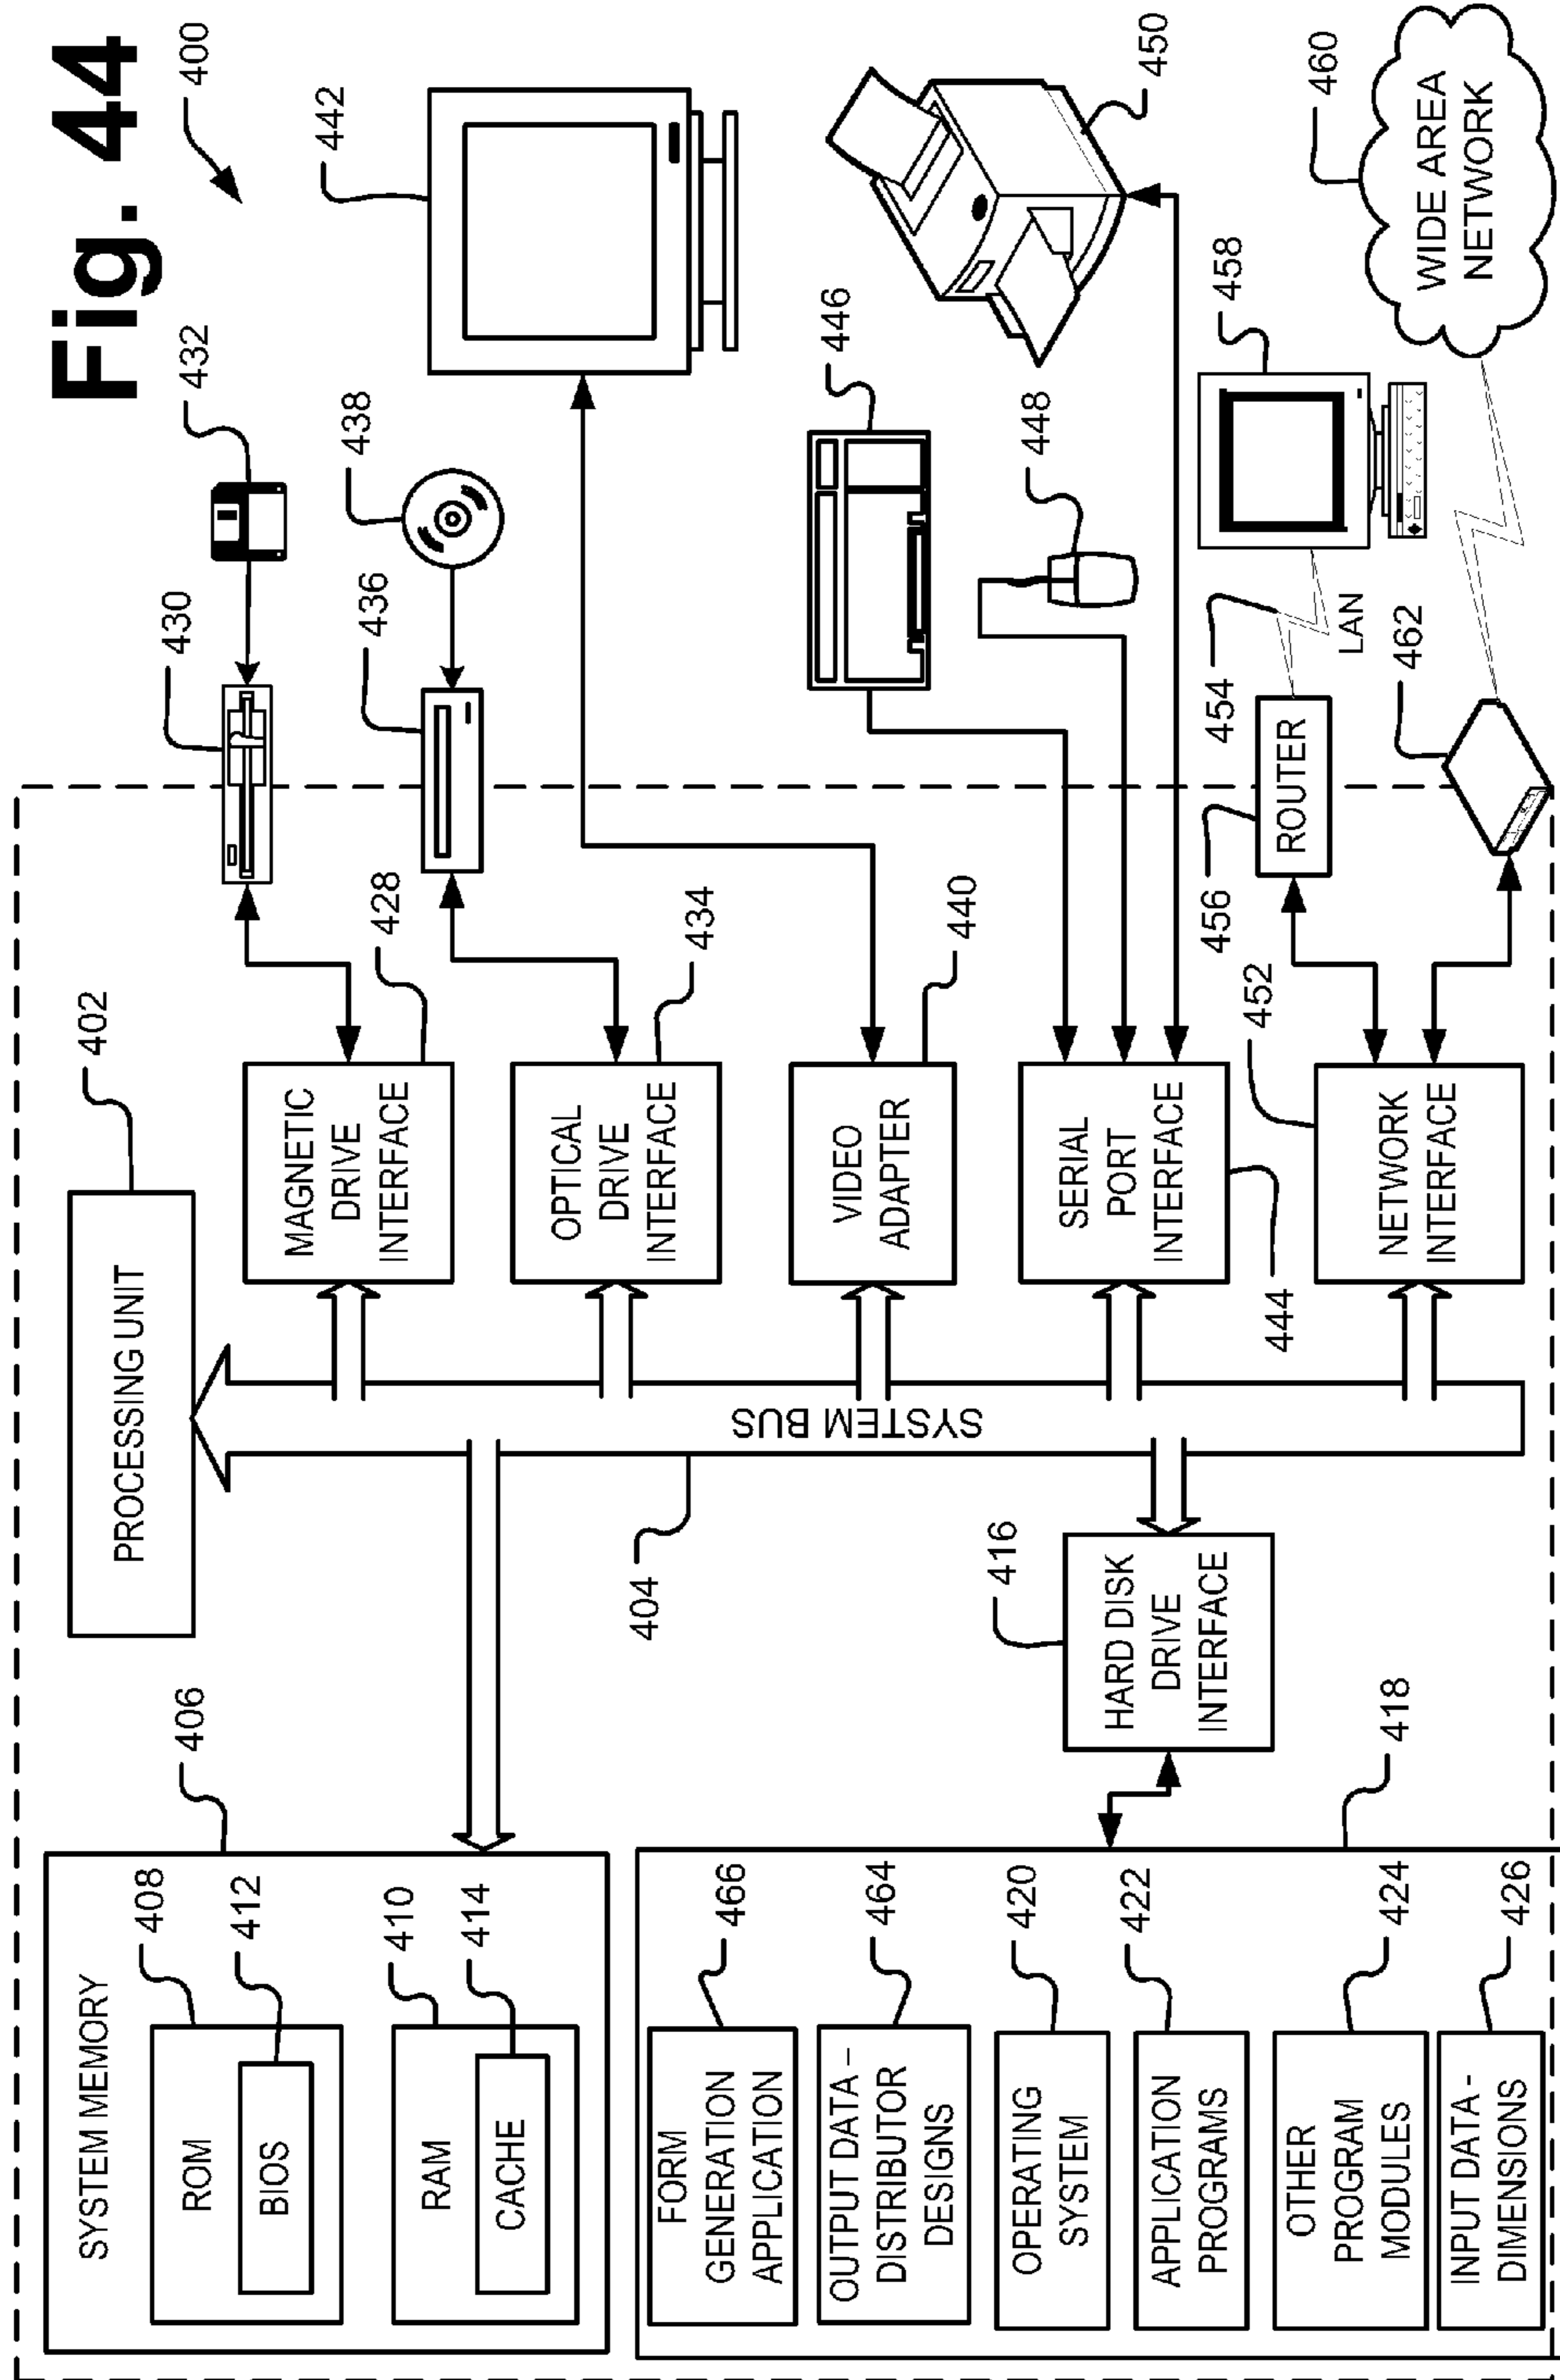 Fig. 44
400
SYSTEM MEMORY
406
ROM
408
BIOS
412
RAM
410
CACHE
414
PROCESSING UNIT
402
SYSTEM BUS
404
MAGNETIC
DRIVE
INTERFACE
428
430
432
OPTICAL
DRIVE
INTERFACE
434
436
438
VIDEO
ADAPTER
440
442
SERIAL
PORT
INTERFACE
444
446
448
450
NETWORK
INTERFACE
452
ROUTER
456
454
LAN
458
462
WIDE AREA
NETWORK
460
HARD DISK
DRIVE
INTERFACE
416
418
FORM
GENERATION
APPLICATION
466
OUTPUT DATA –
DISTRIBUTOR
DESIGNS
464
OPERATING
SYSTEM
420
APPLICATION
PROGRAMS
422
OTHER
PROGRAM
MODULES
424
INPUT DATA -
DIMENSIONS
426